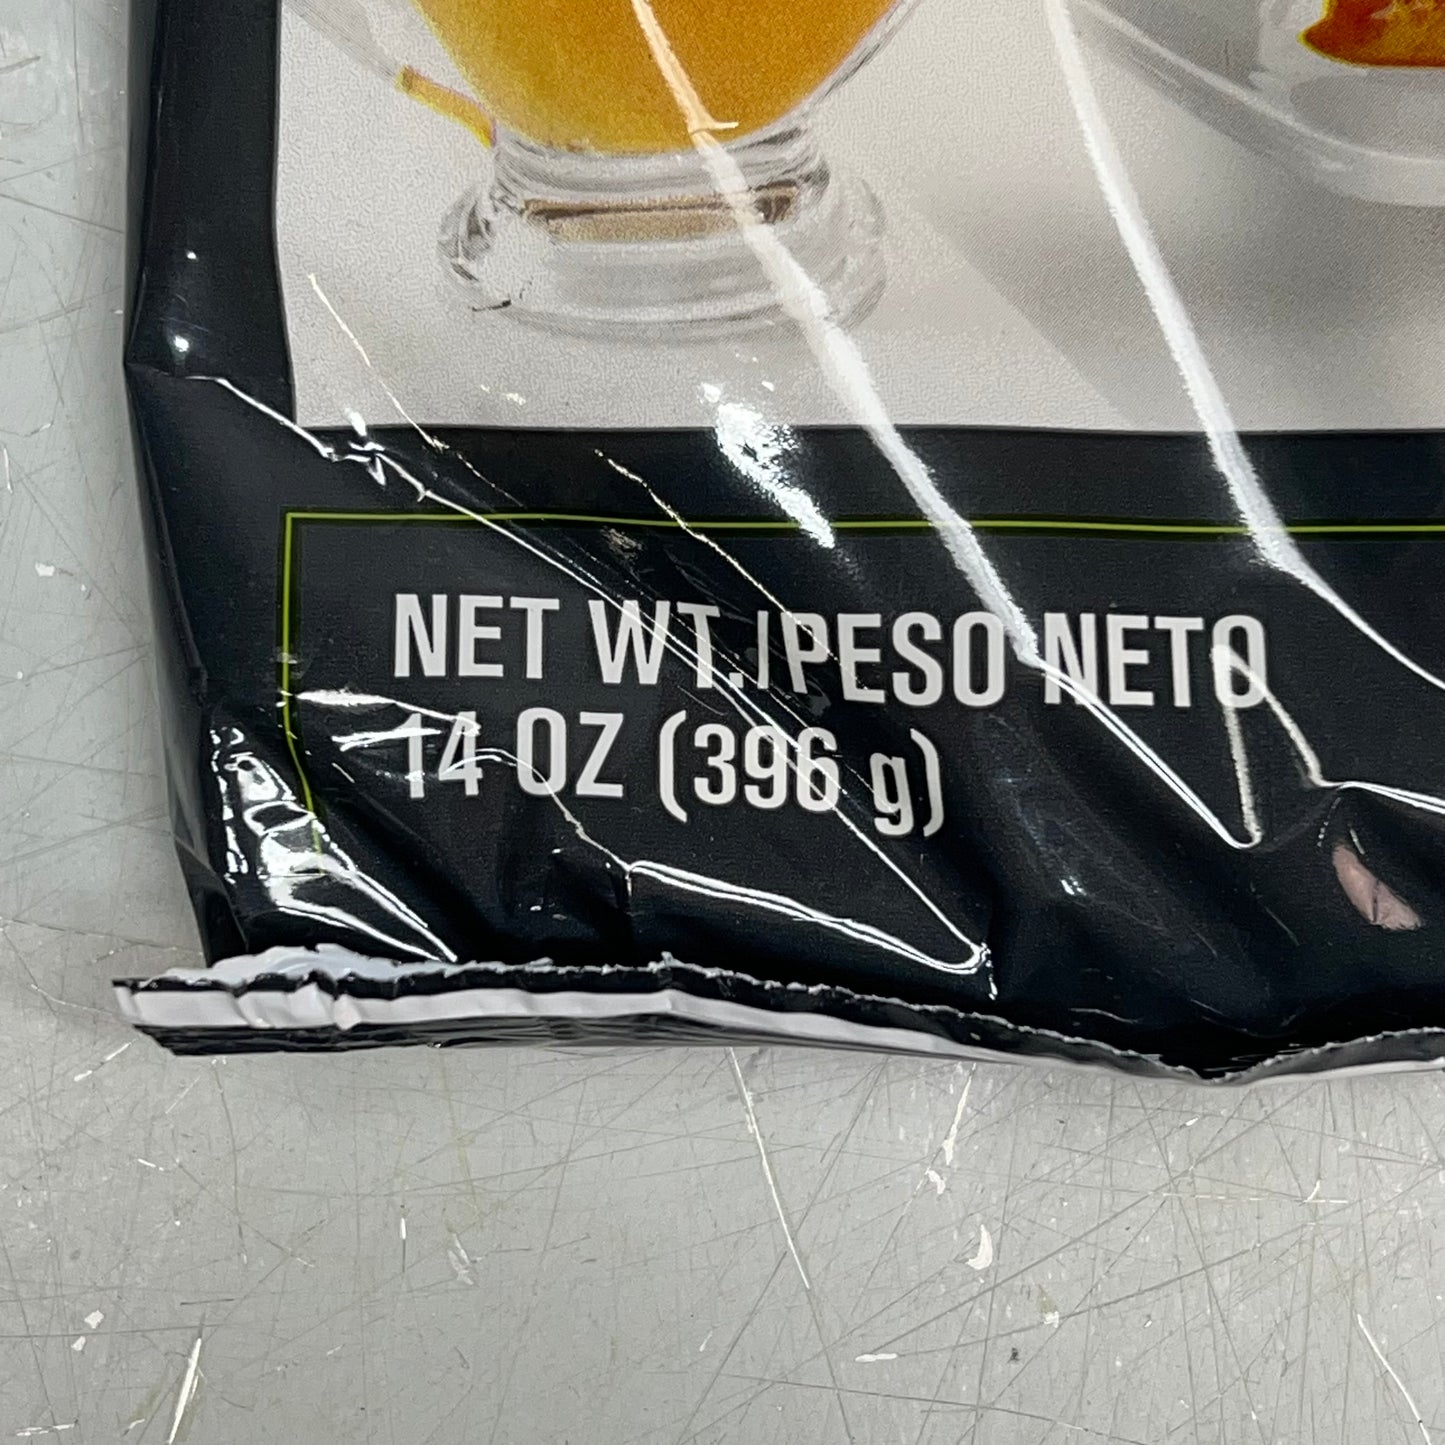 NET WT./PESO NETO
14 OZ (396 g)